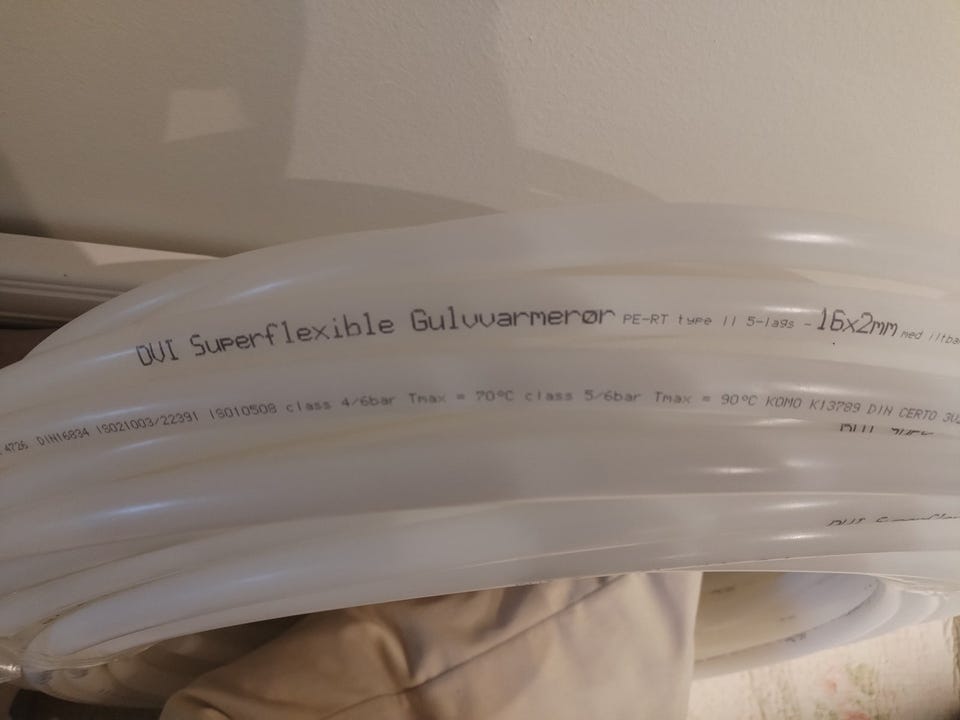 DVI Superflexible Gulvvarmerør PE-RT type II 5-lags - 16x2mm med
4726 DIN16834 ISO21003/22391 ISO10508 class 4/6bar Tmax = 70°C class 5/6bar Tmax = 90°C KOMO K13789 DIN CERTO